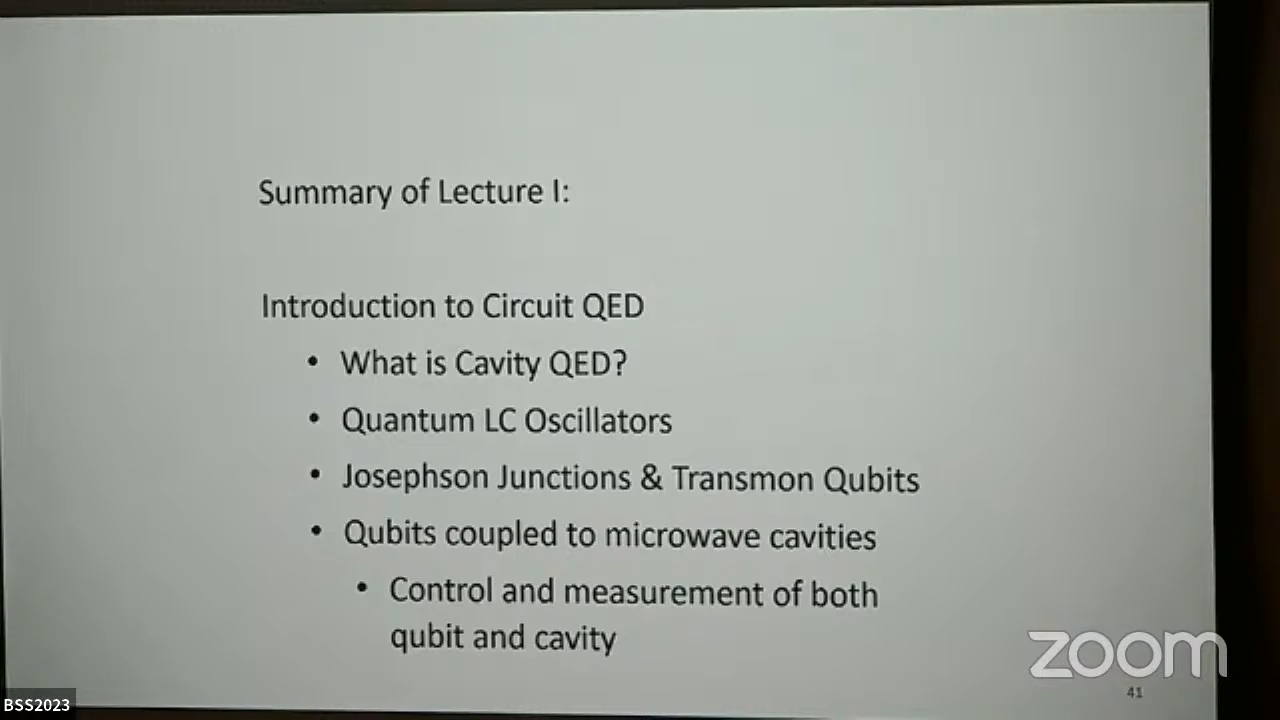 Summary of Lecture I:
Introduction to Circuit QED
• What is Cavity QED?
• Quantum LC Oscillators
• Josephson Junctions & Transmon Qubits
• Qubits coupled to microwave cavities
• Control and measurement of both
qubit and cavity
zoom
41
BSS2023